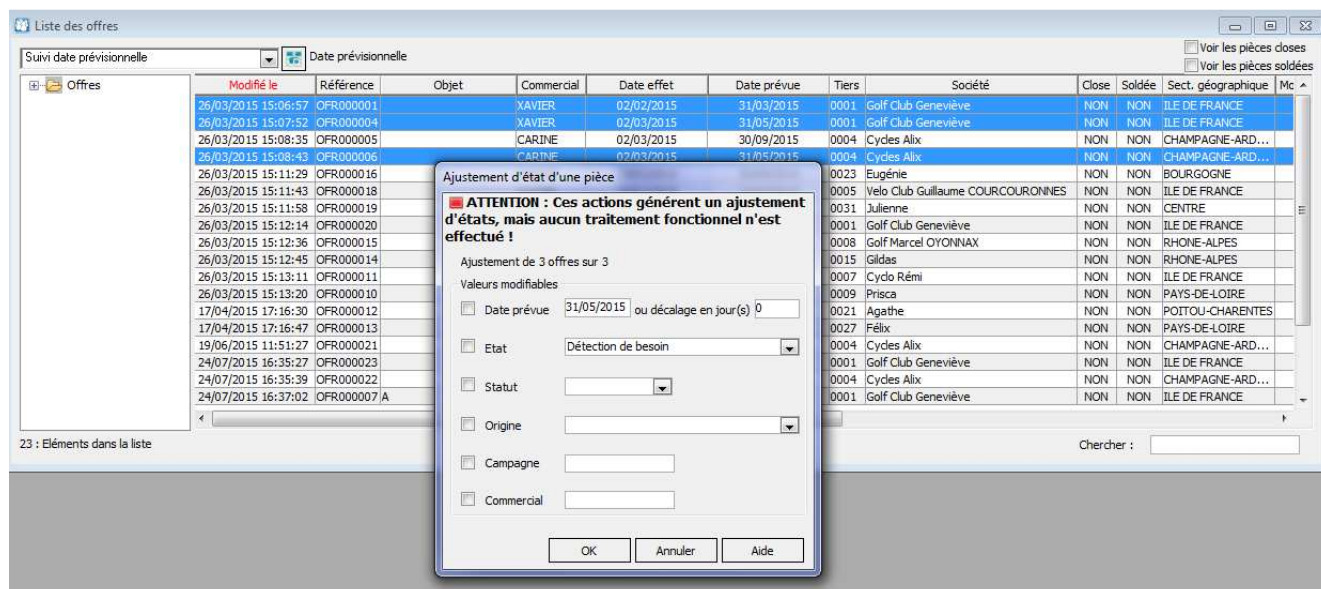 Liste des offres
Suivi date prévisionnelle Date prévisionnelle Voir les pièces closes
Voir les pièces soldées
Offres
Modifié le Référence Objet Commercial Date effet Date prévue Tiers Société Close Soldée Sect. géographique Mc
26/03/2015 15:06:57 OFR000001 XAVIER 02/02/2015 31/03/2015 0001 Golf Club Geneviève NON NON ILE DE FRANCE
26/03/2015 15:07:52 OFR000004 XAVIER 02/03/2015 31/05/2015 0001 Golf Club Geneviève NON NON ILE DE FRANCE
26/03/2015 15:08:35 OFR000005 CARINE 02/03/2015 30/09/2015 0004 Cycles Alix NON NON CHAMPAGNE-ARD...
26/03/2015 15:08:43 OFR000006 CARINE 02/03/2015 31/05/2015 0004 Cycles Alix NON NON CHAMPAGNE-ARD...
26/03/2015 15:11:29 OFR000016 0023 Eugénie NON NON BOURGOGNE
26/03/2015 15:11:43 OFR000018 0005 Velo Club Guillaume COURCOURONNES NON NON ILE DE FRANCE
26/03/2015 15:11:58 OFR000019 0031 Julienne NON NON CENTRE
26/03/2015 15:12:14 OFR000020 0001 Golf Club Geneviève NON NON ILE DE FRANCE
26/03/2015 15:12:36 OFR000015 0008 Golf Marcel OYONNAX NON NON RHONE-ALPES
26/03/2015 15:12:45 OFR000014 0015 Gildas NON NON RHONE-ALPES
26/03/2015 15:13:11 OFR000011 0007 Cyclo Rémi NON NON ILE DE FRANCE
26/03/2015 15:13:20 OFR000010 0009 Prisca NON NON PAYS-DE-LOIRE
17/04/2015 17:16:30 OFR000012 0021 Agathe NON NON POITOU-CHARENTES
17/04/2015 17:16:47 OFR000013 0027 Félix NON NON PAYS-DE-LOIRE
19/06/2015 11:51:27 OFR000021 0004 Cycles Alix NON NON CHAMPAGNE-ARD...
24/07/2015 16:35:27 OFR000023 0001 Golf Club Geneviève NON NON ILE DE FRANCE
24/07/2015 16:35:39 OFR000022 0004 Cycles Alix NON NON CHAMPAGNE-ARD...
24/07/2015 16:37:02 OFR000007 A 0001 Golf Club Geneviève NON NON ILE DE FRANCE
23 : Eléments dans la liste Chercher :
Ajustement d'état d'une pièce
ATTENTION : Ces actions générent un ajustement
d'états, mais aucun traitement fonctionnel n'est
effectué !
Ajustement de 3 offres sur 3
Valeurs modifiables
Date prévue 31/05/2015 ou décalage en jour(s) 0
Etat Détection de besoin
Statut
Origine
Campagne
Commercial
OK Annuler Aide